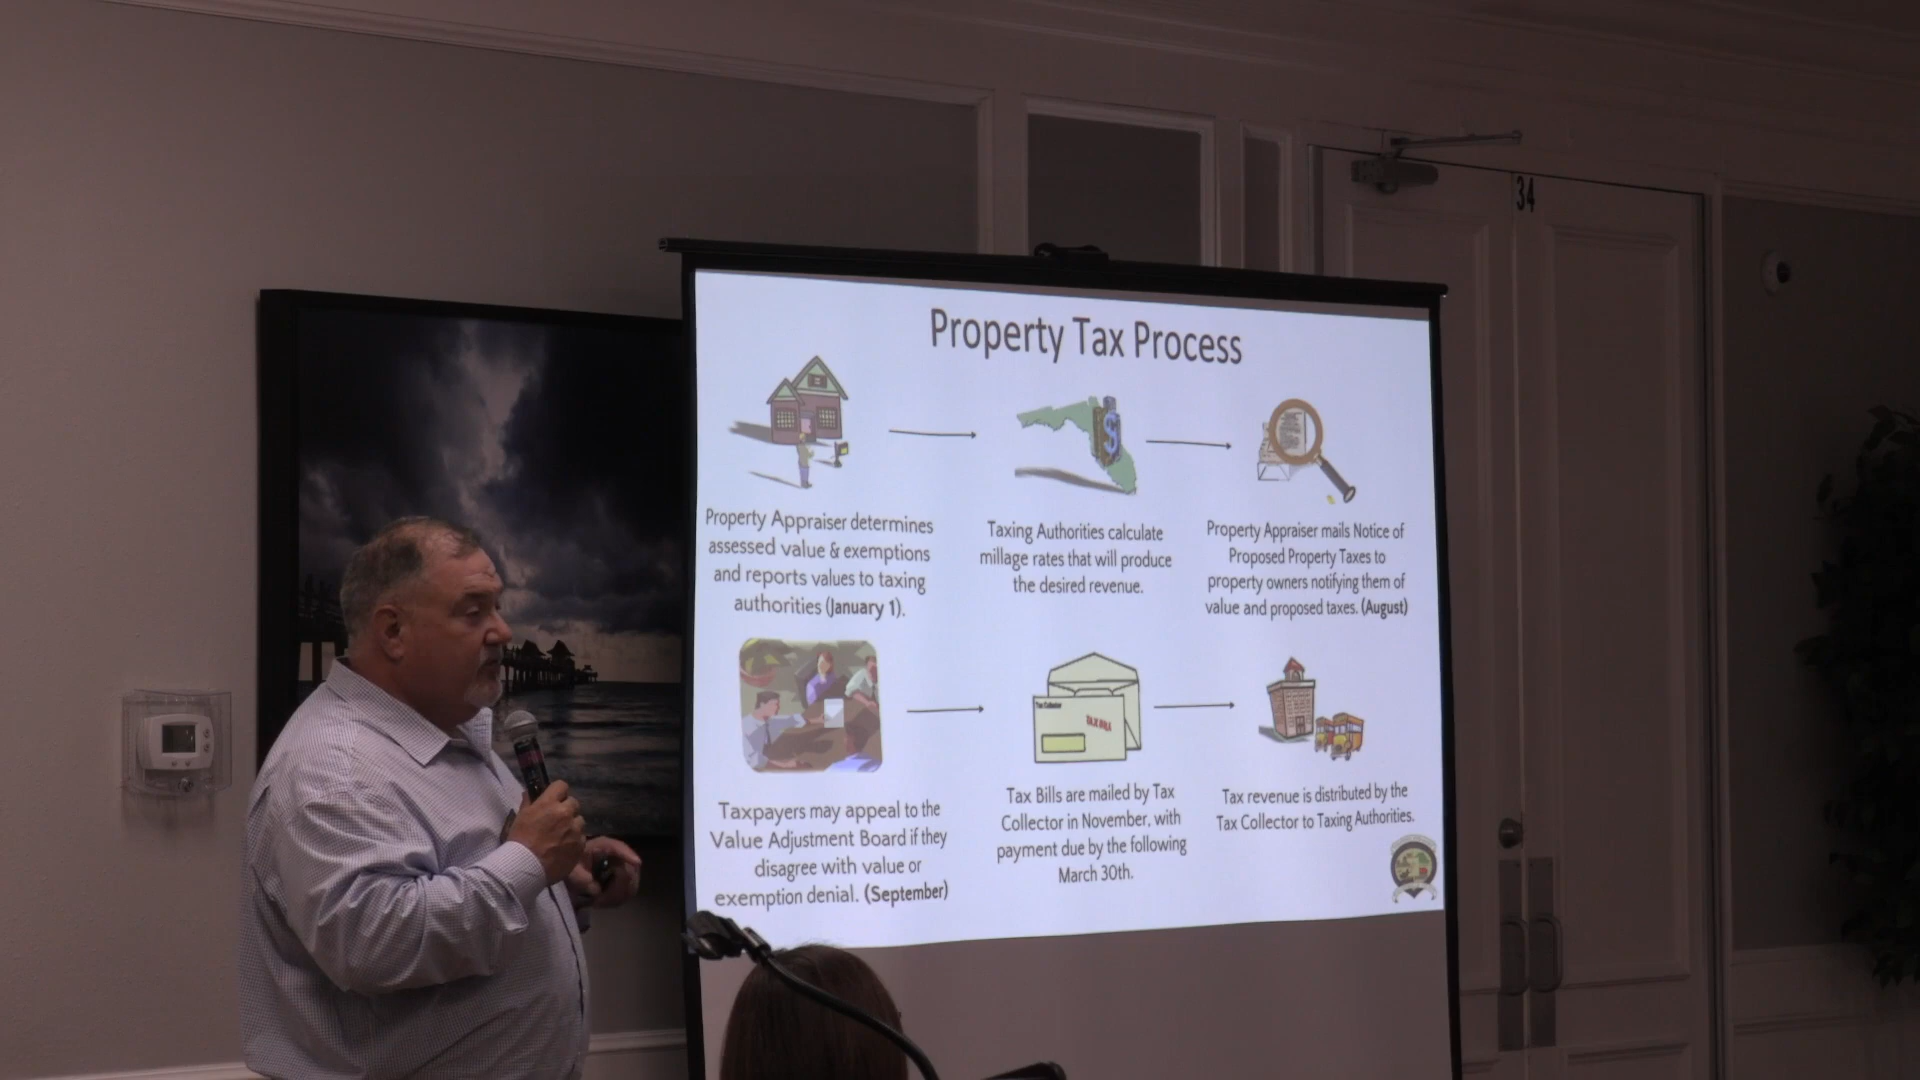 34
Property Tax Process
Property Appraiser determines
assessed value & exemptions
and reports values to taxing
authorities (January 1).
Taxing Authorities calculate
millage rates that will produce
the desired revenue.
Property Appraiser mails Notice of
Proposed Property Taxes to
property owners notifying them of
value and proposed taxes. (August)
Taxpayers may appeal to the
Value Adjustment Board if they
disagree with value or
exemption denial. (September)
Tax Collector
TAX BILL
Tax Bills are mailed by Tax
Collector in November, with
payment due by the following
March 30th.
Tax revenue is distributed by the
Tax Collector to Taxing Authorities.
$